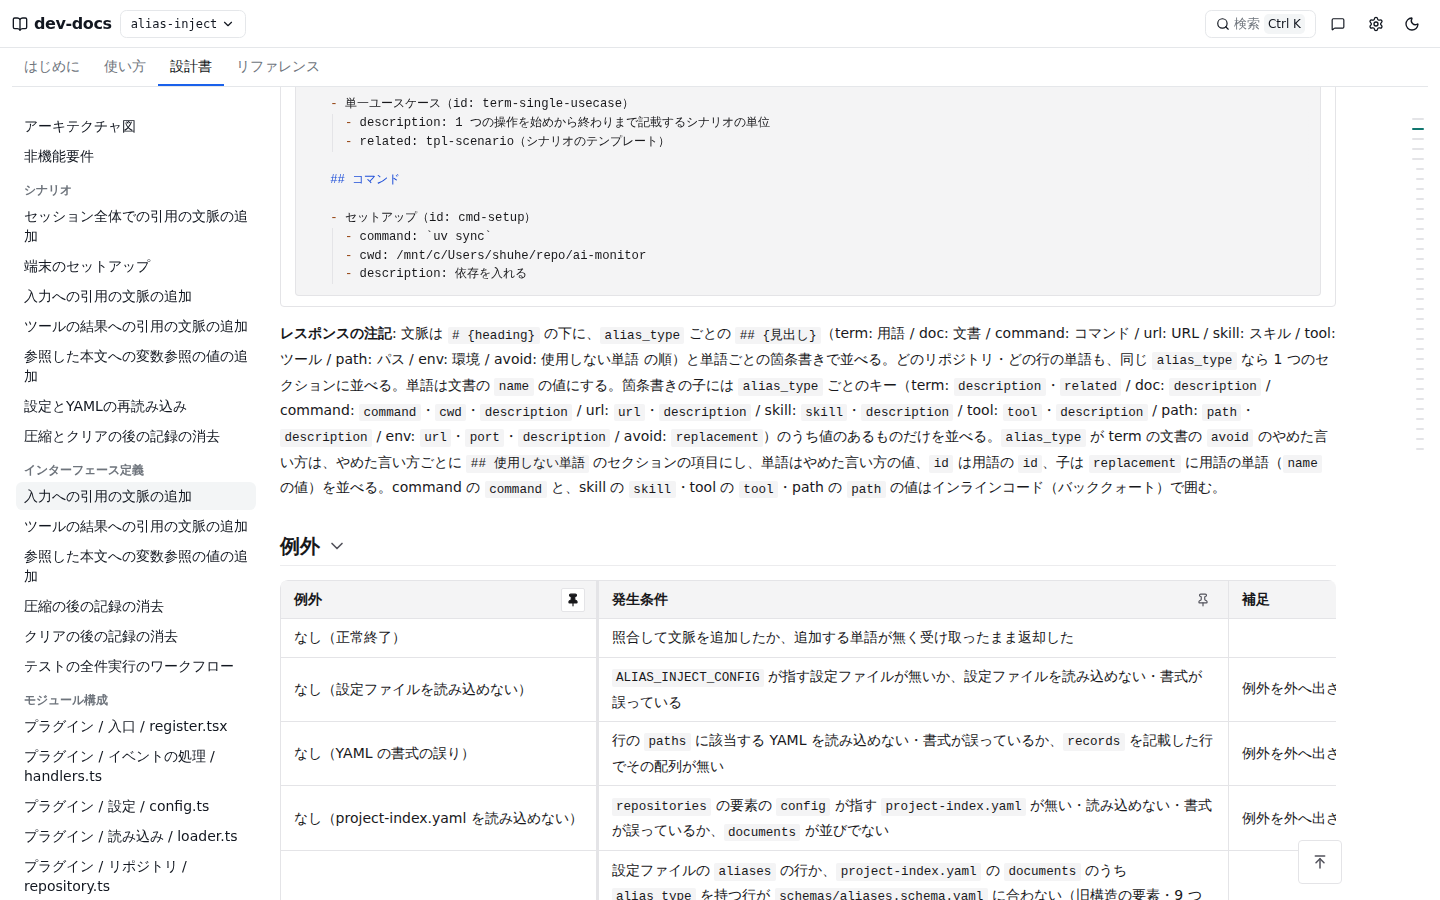 dev-docs
alias-inject
検索 Ctrl K
はじめに 使い方 設計書 リファレンス
アーキテクチャ図
非機能要件
シナリオ
セッション全体での引用の文脈の追
加
端末のセットアップ
入力への引用の文脈の追加
ツールの結果への引用の文脈の追加
参照した本文への変数参照の値の追
加
設定とYAMLの再読み込み
圧縮とクリアの後の記録の消去
インターフェース定義
入力への引用の文脈の追加
ツールの結果への引用の文脈の追加
参照した本文への変数参照の値の追
加
圧縮の後の記録の消去
クリアの後の記録の消去
テストの全件実行のワークフロー
モジュール構成
プラグイン / 入口 / register.tsx
プラグイン / イベントの処理 /
handlers.ts
プラグイン / 設定 / config.ts
プラグイン / 読み込み / loader.ts
プラグイン / リポジトリ /
repository.ts
- 単一ユースケース（id: term-single-usecase）
- description: 1 つの操作を始めから終わりまで記載するシナリオの単位
- related: tpl-scenario（シナリオのテンプレート）
## コマンド
- セットアップ（id: cmd-setup）
- command: `uv sync`
- cwd: /mnt/c/Users/shuhe/repo/ai-monitor
- description: 依存を入れる
レスポンスの注記: 文脈は # {heading} の下に、alias_type ごとの ## {見出し}（term: 用語 / doc: 文書 / command: コマンド / url: URL / skill: スキル / tool:
ツール / path: パス / env: 環境 / avoid: 使用しない単語 の順）と単語ごとの箇条書きで並べる。どのリポジトリ・どの行の単語も、同じ alias_type なら 1 つのセ
クションに並べる。単語は文書の name の値にする。箇条書きの子には alias_type ごとのキー（term: description・related / doc: description /
command: command・cwd・description / url: url・description / skill: skill・description / tool: tool・description / path: path・
description / env: url・port・description / avoid: replacement）のうち値のあるものだけを並べる。alias_type が term の文書の avoid のやめた言
い方は、やめた言い方ごとに ## 使用しない単語 のセクションの項目にし、単語はやめた言い方の値、id は用語の id、子は replacement に用語の単語（name
の値）を並べる。command の command と、skill の skill・tool の tool・path の path の値はインラインコード（バッククォート）で囲む。
例外
例外 発生条件 補足
なし（正常終了） 照合して文脈を追加したか、追加する単語が無く受け取ったまま返却した
なし（設定ファイルを読み込めない） ALIAS_INJECT_CONFIG が指す設定ファイルが無いか、設定ファイルを読み込めない・書式が
誤っている 例外を外へ出さ
なし（YAML の書式の誤り） 行の paths に該当する YAML を読み込めない・書式が誤っているか、records を記載した行
でその配列が無い 例外を外へ出さ
なし（project-index.yaml を読み込めない） repositories の要素の config が指す project-index.yaml が無い・読み込めない・書式
が誤っているか、documents が並びでない 例外を外へ出さ
設定ファイルの aliases の行か、project-index.yaml の documents のうち
alias_type を持つ行が schemas/aliases.schema.yaml に合わない（旧構造の要素・9 つ